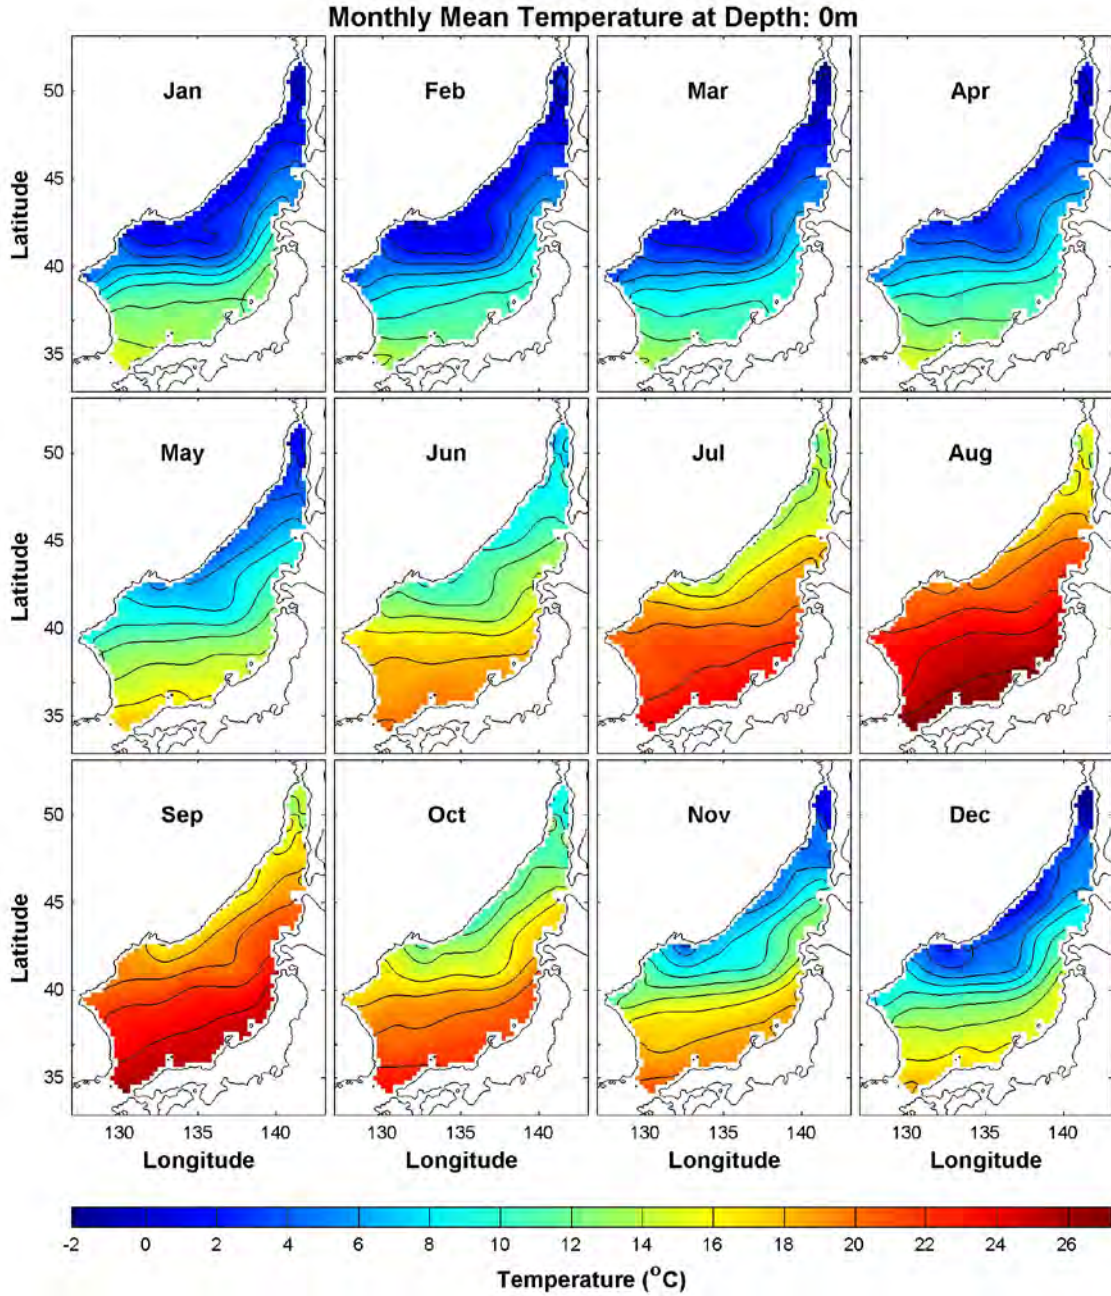 Monthly Mean Temperature at Depth: 0m
Jan Feb Mar Apr
50
45
40
35
Latitude
May Jun Jul Aug
50
45
40
35
Latitude
Sep Oct Nov Dec
50
45
40
35
Latitude
130 135 140 130 135 140 130 135 140 130 135 140
Longitude Longitude Longitude Longitude
-2 0 2 4 6 8 10 12 14 16 18 20 22 24 26
Temperature (°C)